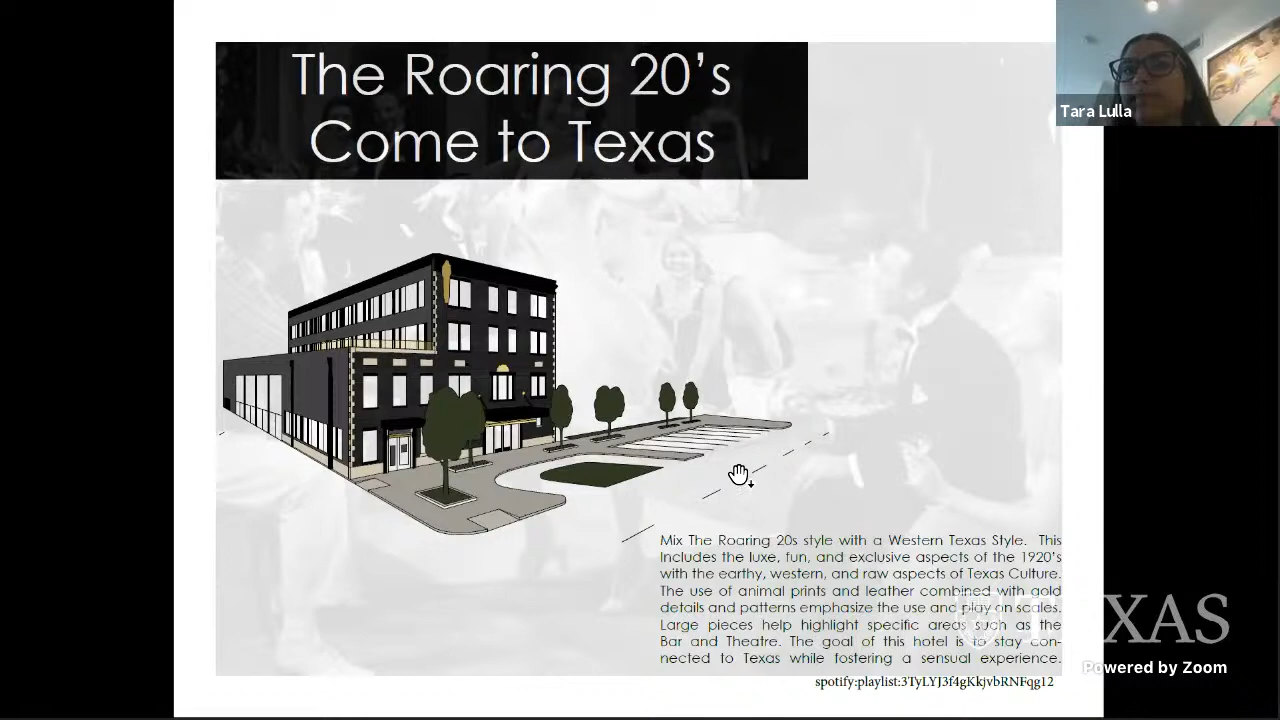 The Roaring 20's
Come to Texas
Tara Lulla
Mix The Roaring 20s style with a Western Texas Style. This
Includes the luxe, fun, and exclusive aspects of the 1920's
with the earthy, western, and raw aspects of Texas Culture.
The use of animal prints and leather combined with gold
details and patterns emphasize the use and play on scales.
Large pieces help highlight specific areas such as the
Bar and Theatre. The goal of this hotel is to stay con-
nected to Texas while fostering a sensual experience.
TEXAS
Powered by Zoom
spotify:playlist:3TyLYJ3f4gKkjvbRNFqg12